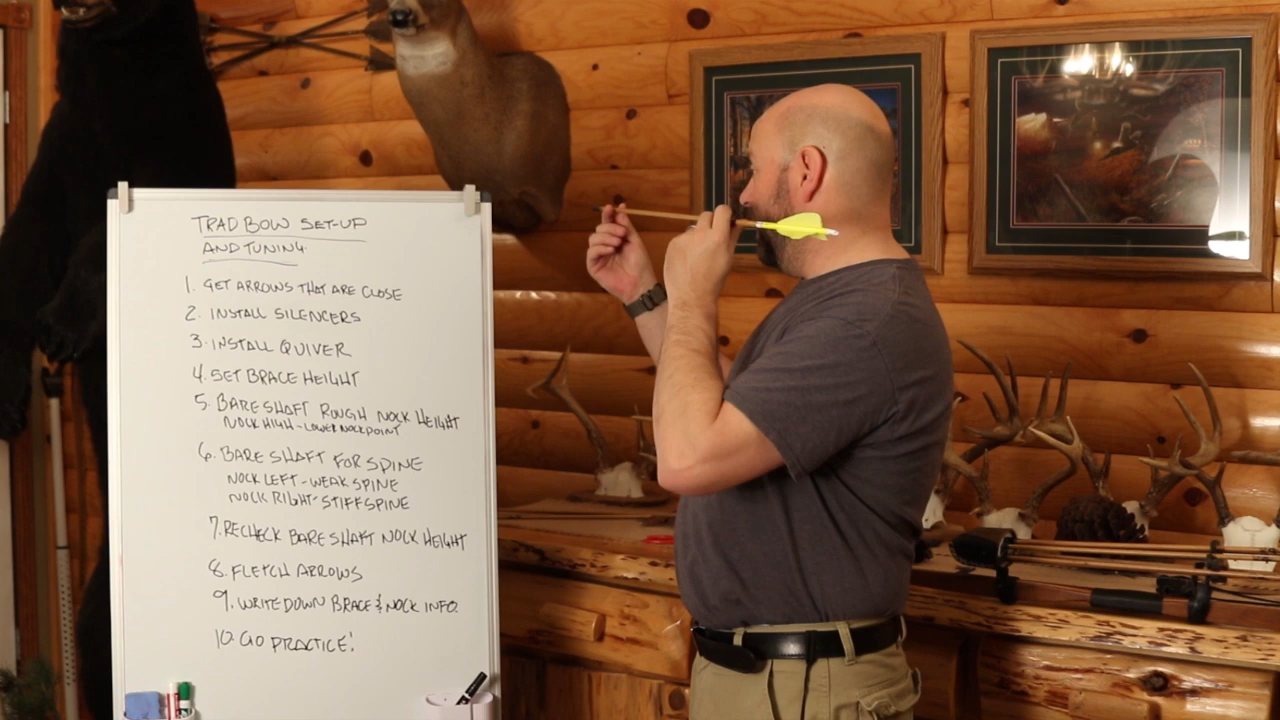 TRAD BOW SET-UP
AND TUNING
1. GET ARROWS THAT ARE CLOSE
2. INSTALL SILENCERS
3. INSTALL QUIVER
4. SET BRACE HEIGHT
5. BARE SHAFT ROUGH NOCK HEIGHT
NOCK HIGH - LOWER NOCK POINT
6. BARE SHAFT FOR SPINE
NOCK LEFT - WEAK SPINE
NOCK RIGHT - STIFF SPINE
7. RECHECK BARE SHAFT NOCK HEIGHT
8. FLETCH ARROWS
9. WRITE DOWN BRACE & NOCK INFO.
10. GO PRACTICE!